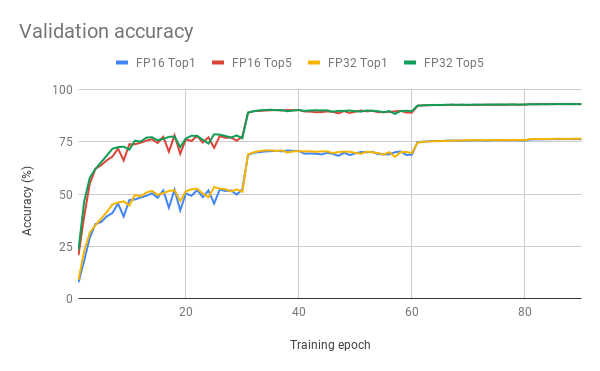 Validation accuracy
FP16 Top1 FP16 Top5 FP32 Top1 FP32 Top5
100
75
50
25
0
Accuracy (%)
20 40 60 80
Training epoch